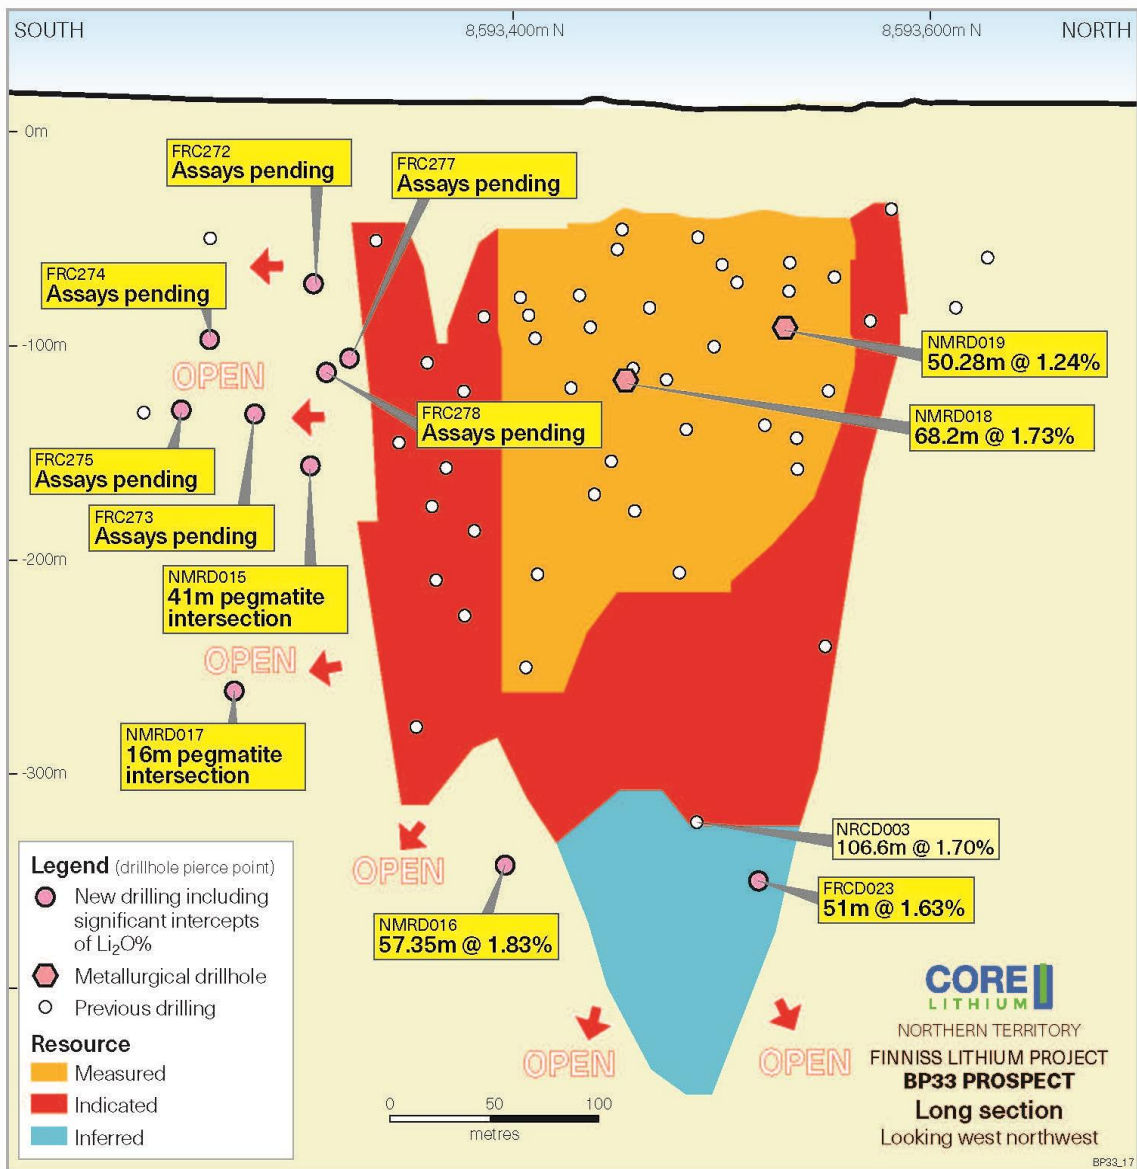 SOUTH
8,593,400m N
8,593,600m N
NORTH
0m
FRC272
Assays pending
FRC277
Assays pending
FRC274
Assays pending
-100m
OPEN
NMRD019
50.28m @ 1.24%
FRC278
Assays pending
NMRD018
68.2m @ 1.73%
FRC275
Assays pending
FRC273
Assays pending
-200m
NMRD015
41m pegmatite
intersection
OPEN
NMRD017
16m pegmatite
intersection
-300m
NRCD003
106.6m @ 1.70%
OPEN
FRCD023
51m @ 1.63%
NMRD016
57.35m @ 1.83%
Legend (drillhole pierce point)
New drilling including
significant intercepts
of Li₂O%
Metallurgical drillhole
Previous drilling
Resource
Measured
Indicated
Inferred
OPEN
OPEN
0 50 100
metres
CORE
LITHIUM
NORTHERN TERRITORY
FINNISS LITHIUM PROJECT
BP33 PROSPECT
Long section
Looking west northwest
BP33_17